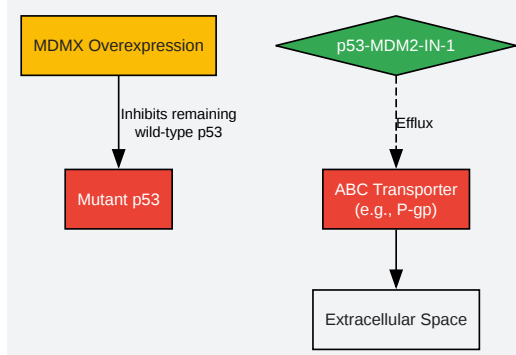 MDMX Overexpression
p53-MDM2-IN-1
Inhibits remaining
wild-type p53
Efflux
Mutant p53
ABC Transporter
(e.g., P-gp)
Extracellular Space